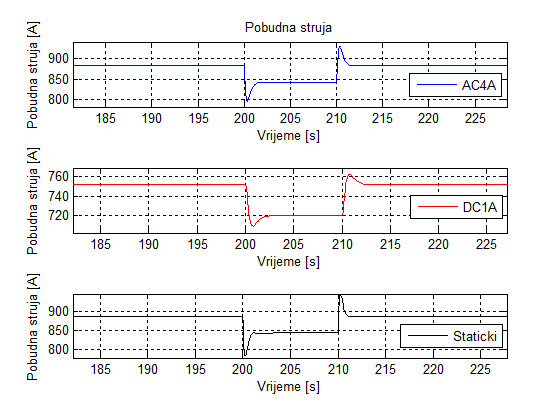 Pobudna struja
Pobudna struja [A]
900
850
800
AC4A
185 190 195 200 205 210 215 220 225
Vrijeme [s]
Pobudna struja [A]
760
740
720
DC1A
185 190 195 200 205 210 215 220 225
Vrijeme [s]
Pobudna struja [A]
900
850
800
Staticki
185 190 195 200 205 210 215 220 225
Vrijeme [s]